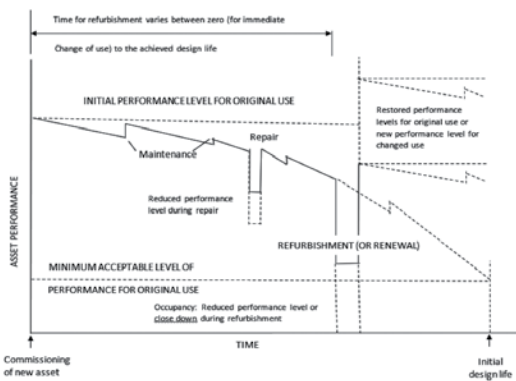 Time for refurbishment varies between zero (for immediate
Change of use) to the achieved design life
INITIAL PERFORMANCE LEVEL FOR ORIGINAL USE
Restored performance
levels for original use or
new performance level for
changed use
Repair
Maintenance
Reduced performance
level during repair
ASSET PERFORMANCE
REFURBISHMENT (OR RENEWAL)
MINIMUM ACCEPTABLE LEVEL OF
PERFORMANCE FOR ORIGINAL USE
Occupancy: Reduced performance level or
close down during refurbishment
TIME
Commissioning
of new asset
Initial
design life